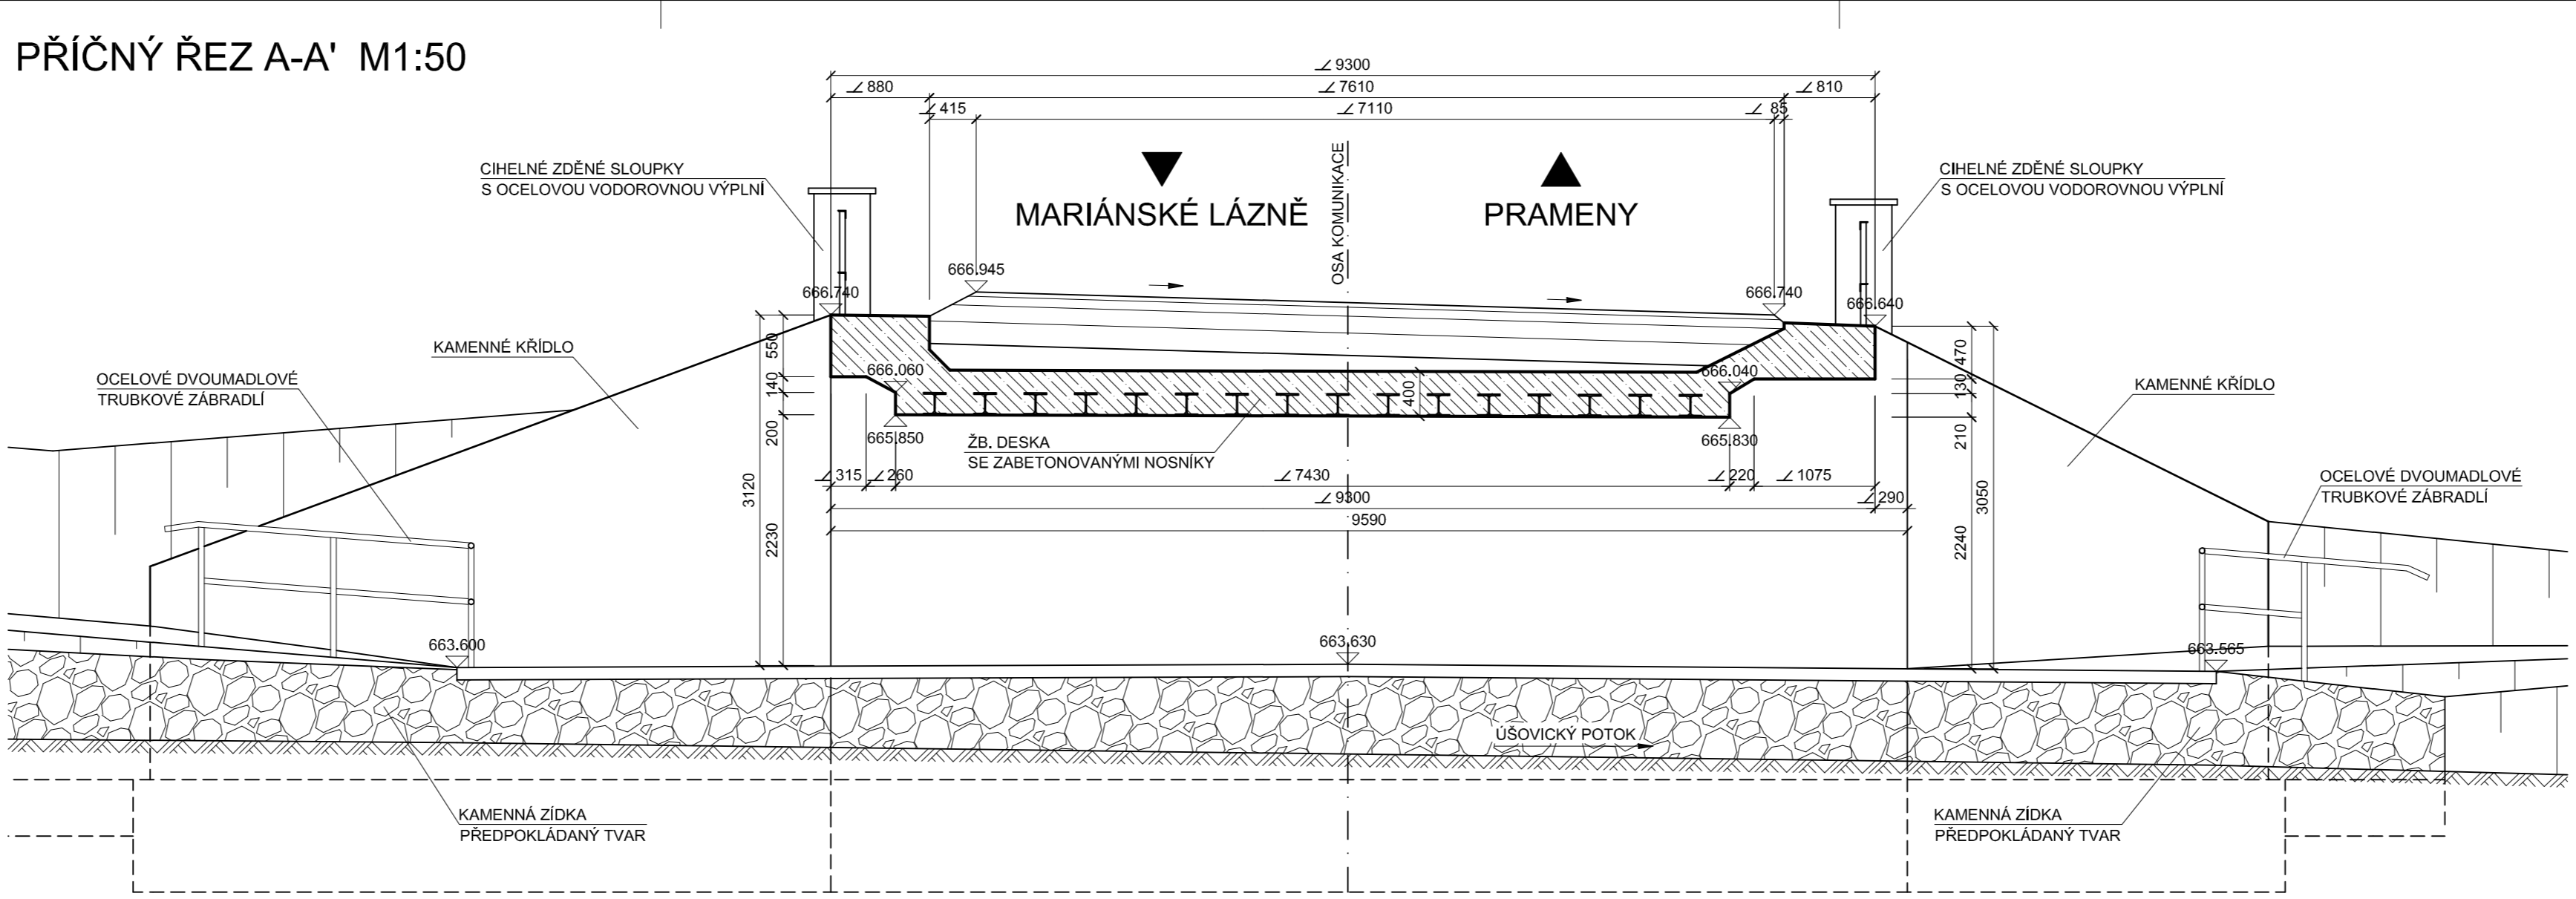 PŘÍČNÝ ŘEZ A-A' M1:50
∠ 9300
∠ 880
∠ 7610
∠ 810
∠ 415
∠ 7110
∠ 85
CIHELNÉ ZDĚNÉ SLOUPKY
S OCELOVOU VODOROVNOU VÝPLNÍ
MARIÁNSKÉ LÁZNĚ
OSA KOMUNIKACE
PRAMENY
CIHELNÉ ZDĚNÉ SLOUPKY
S OCELOVOU VODOROVNOU VÝPLNÍ
666.945
666.740
666.740
666.640
KAMENNÉ KŘÍDLO
OCELOVÉ DVOUMADLOVÉ
TRUBKOVÉ ZÁBRADLÍ
550
140
200
2230
3120
666.060
400
666.040
665.850
665.830
ŽB. DESKA
SE ZABETONOVANÝMI NOSNÍKY
470
130
210
2240
3050
KAMENNÉ KŘÍDLO
OCELOVÉ DVOUMADLOVÉ
TRUBKOVÉ ZÁBRADLÍ
∠ 315
∠ 260
∠ 7430
∠ 220
∠ 1075
∠ 9300
∠ 290
9590
663.600
663.630
663.565
ÚŠOVICKÝ POTOK
KAMENNÁ ZÍDKA
PŘEDPOKLÁDANÝ TVAR
KAMENNÁ ZÍDKA
PŘEDPOKLÁDANÝ TVAR